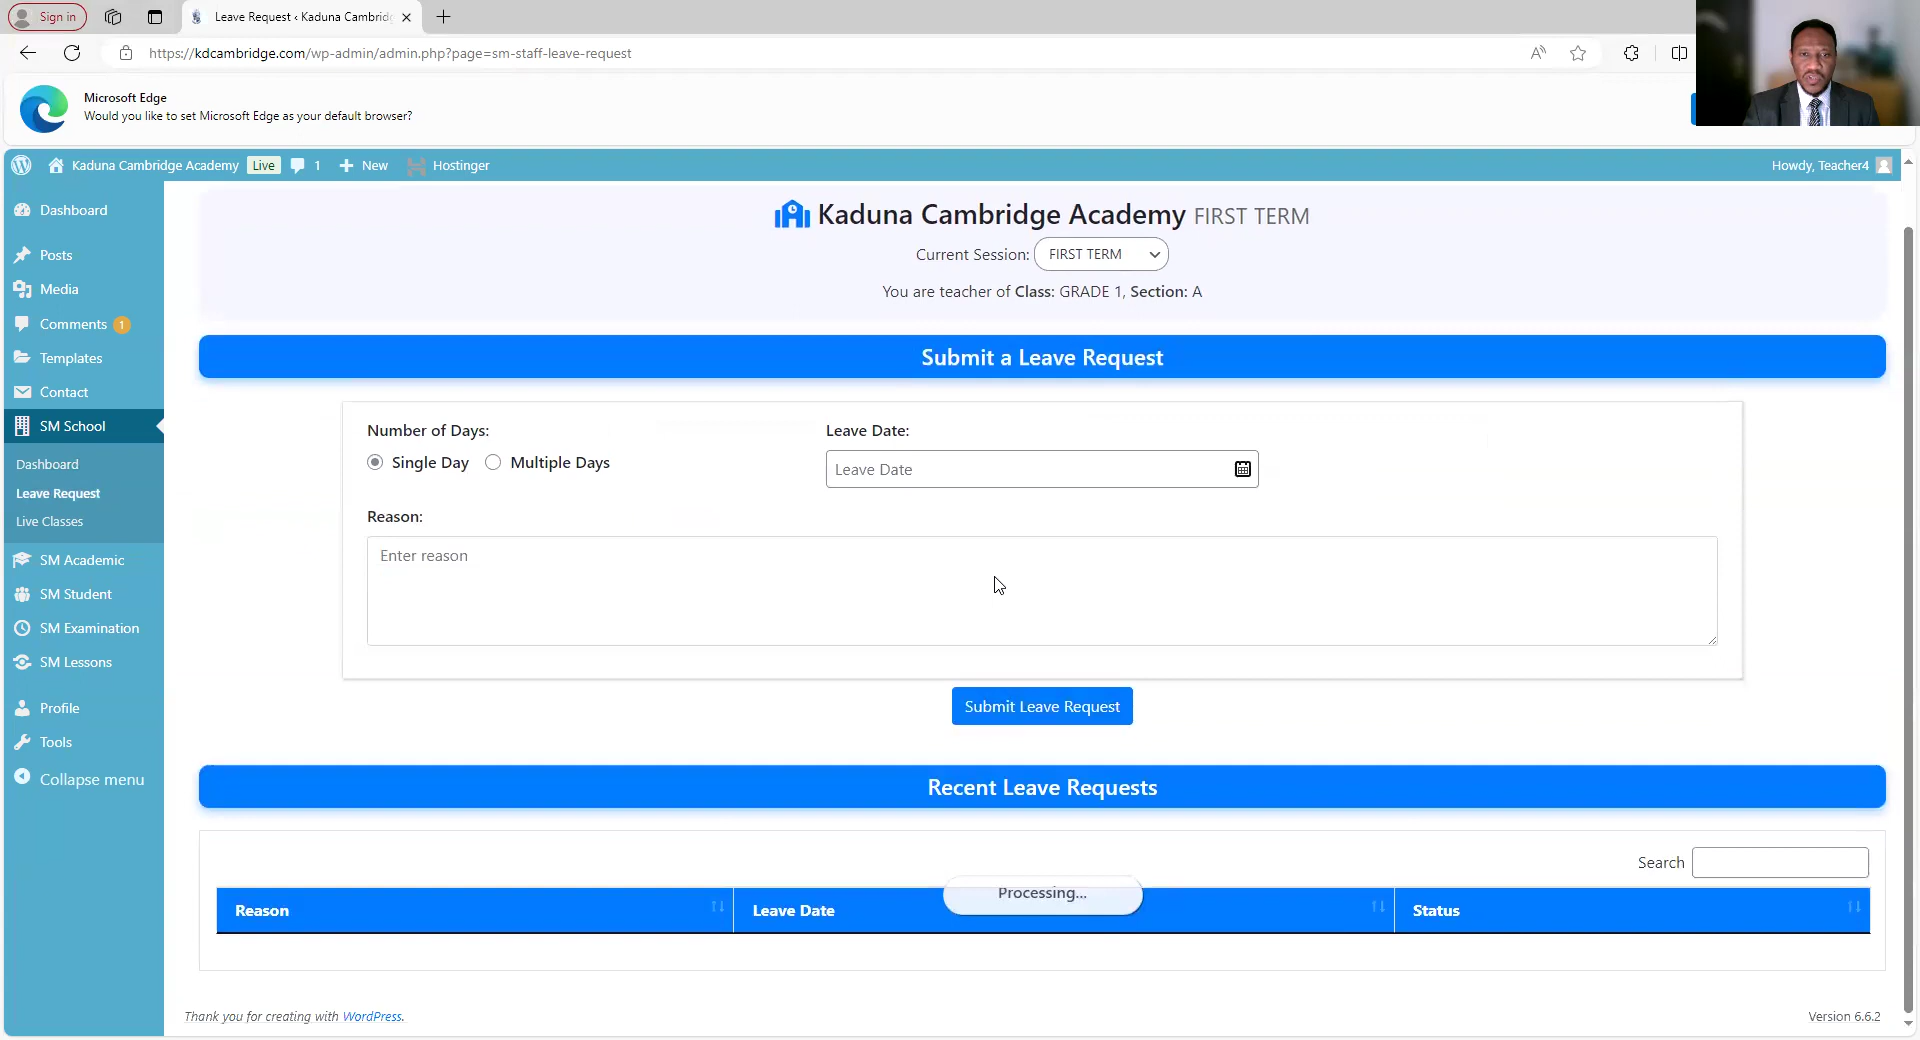 Sign in
Leave Request ‹ Kaduna Cambridg
https://kdcambridge.com/wp-admin/admin.php?page=sm-staff-leave-request
Microsoft Edge
Would you like to set Microsoft Edge as your default browser?
Kaduna Cambridge Academy Live 1 New Hostinger Howdy, Teacher4
Dashboard
Posts
Media
Comments 1
Templates
Contact
SM School
Dashboard
Leave Request
Live Classes
SM Academic
SM Student
SM Examination
SM Lessons
Profile
Tools
Collapse menu
Kaduna Cambridge Academy FIRST TERM
Current Session: FIRST TERM
You are teacher of Class: GRADE 1, Section: A
Submit a Leave Request
Number of Days:
Single Day Multiple Days
Leave Date:
Leave Date
Reason:
Enter reason
Submit Leave Request
Recent Leave Requests
Search
Processing...
Reason Leave Date Status
Thank you for creating with WordPress.
Version 6.6.2